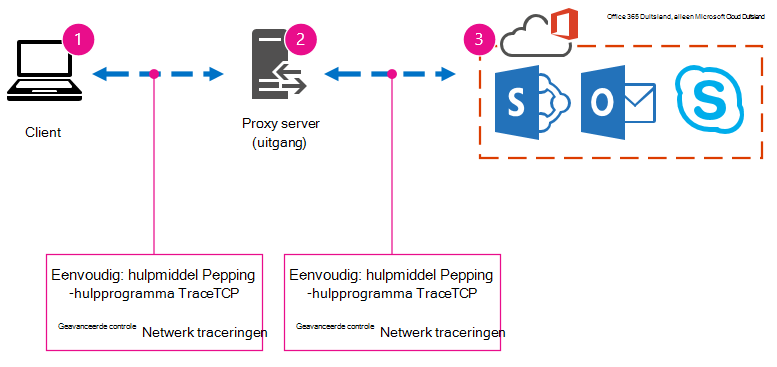 Office 365 Duitsland, alleen Microsoft Cloud Duitsland
1
2
3
S
O
S
Client
Proxy server
(uitgang)
Eenvoudig: hulpmiddel Pepping
-hulpprogramma TraceTCP
Geavanceerde controle Netwerk traceringen
Eenvoudig: hulpmiddel Pepping
-hulpprogramma TraceTCP
Geavanceerde controle Netwerk traceringen